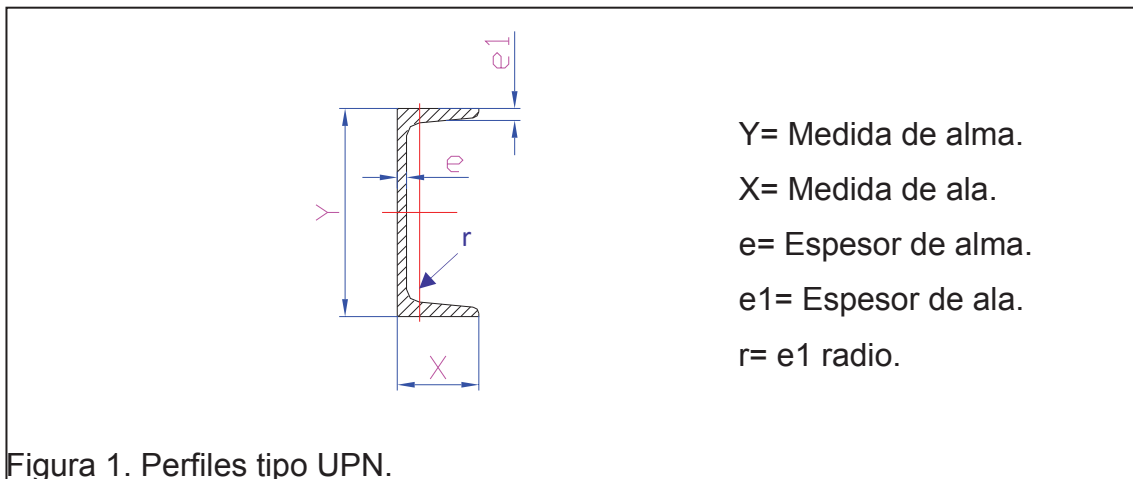 e1
e
Y
r
X
Y= Medida de alma.
X= Medida de ala.
e= Espesor de alma.
e1= Espesor de ala.
r= e1 radio.
Figura 1. Perfiles tipo UPN.